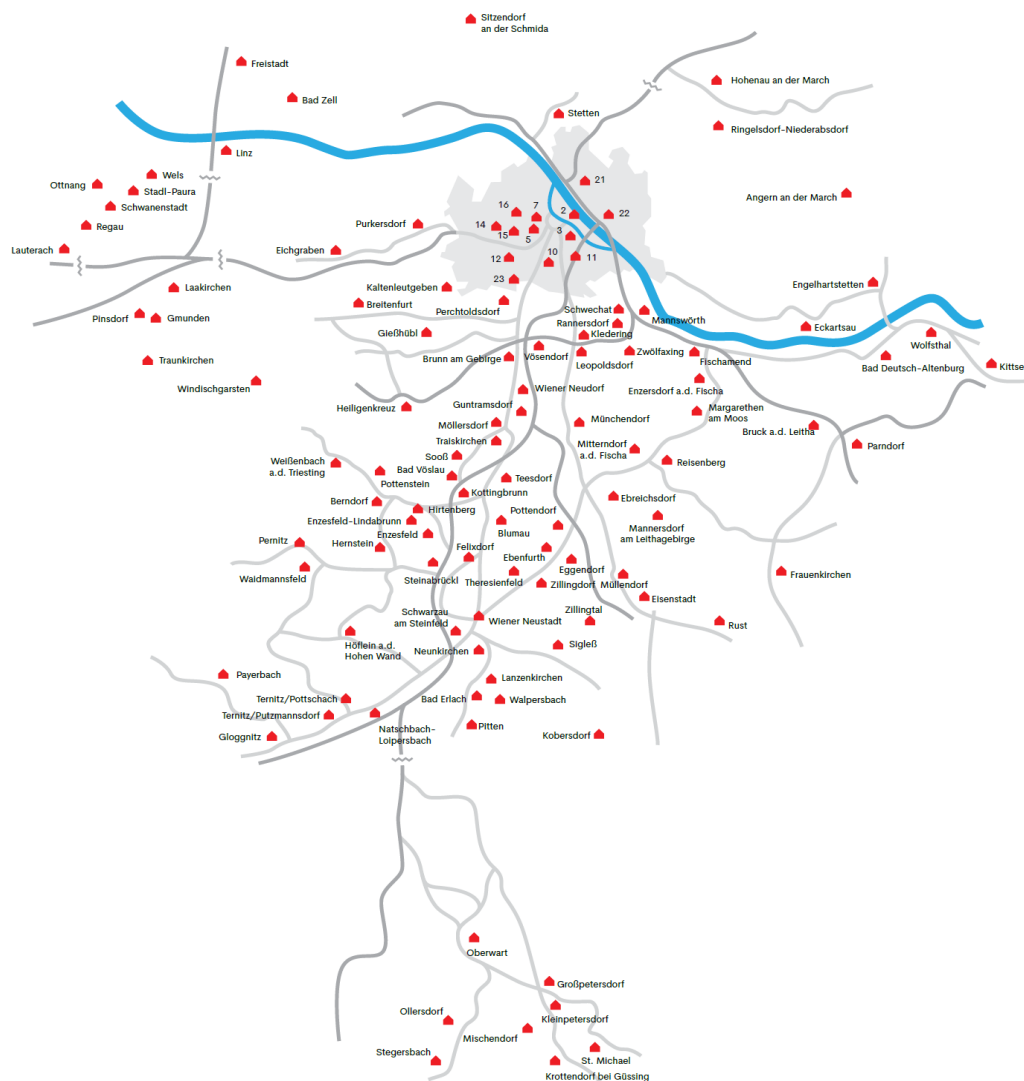 Sitzendorf
an der Schmida
Freistadt
Hohenau an der March
Bad Zell
Stetten
Ringelsdorf-Niederabsdorf
Linz
Wels
21
Ottnang
Stadl-Paura
Angern an der March
Schwanenstadt
16
7
2
22
Regau
Purkersdorf
14
15
5
3
Lauterach
Eichgraben
12
10
11
23
Laakirchen
Kaltenleutgeben
Engelhartstetten
Breitenfurt
Perchtoldsdorf
Schwechat
Mannswörth
Pinsdorf
Gmunden
Rannersdorf
Eckartsau
Gießhübl
Kledering
Wolfsthal
Traunkirchen
Brunn am Gebirge
Vösendorf
Leopoldsdorf
Zwölfaxing
Fischamend
Bad Deutsch-Altenburg
Kittse
Windischgarsten
Wiener Neudorf
Enzersdorf a.d. Fischa
Heiligenkreuz
Guntramsdorf
Margarethen
am Moos
Möllersdorf
Münchendorf
Bruck a.d. Leitha
Traiskirchen
Mitterndorf
a.d. Fischa
Parndorf
Sooß
Weißenbach
a.d. Triesting
Bad Vöslau
Reisenberg
Pottenstein
Teesdorf
Kottingbrunn
Berndorf
Ebreichsdorf
Hirtenberg
Pottendorf
Enzesfeld-Lindabrunn
Mannersdorf
am Leithagebirge
Enzesfeld
Blumau
Pernitz
Hernstein
Felixdorf
Ebenfurth
Eggendorf
Waidmannsfeld
Steinabrückl
Theresienfeld
Zillingdorf
Müllendorf
Frauenkirchen
Eisenstadt
Schwarzau
am Steinfeld
Wiener Neustadt
Zillingtal
Rust
Höflein a.d.
Hohen Wand
Neunkirchen
Sigleß
Payerbach
Lanzenkirchen
Ternitz/Pottschach
Bad Erlach
Walpersbach
Ternitz/Putzmannsdorf
Natschbach-
Loipersbach
Pitten
Gloggnitz
Kobersdorf
Oberwart
Großpetersdorf
Ollersdorf
Kleinpetersdorf
Mischendorf
Stegersbach
St. Michael
Krottendorf bei Güssing